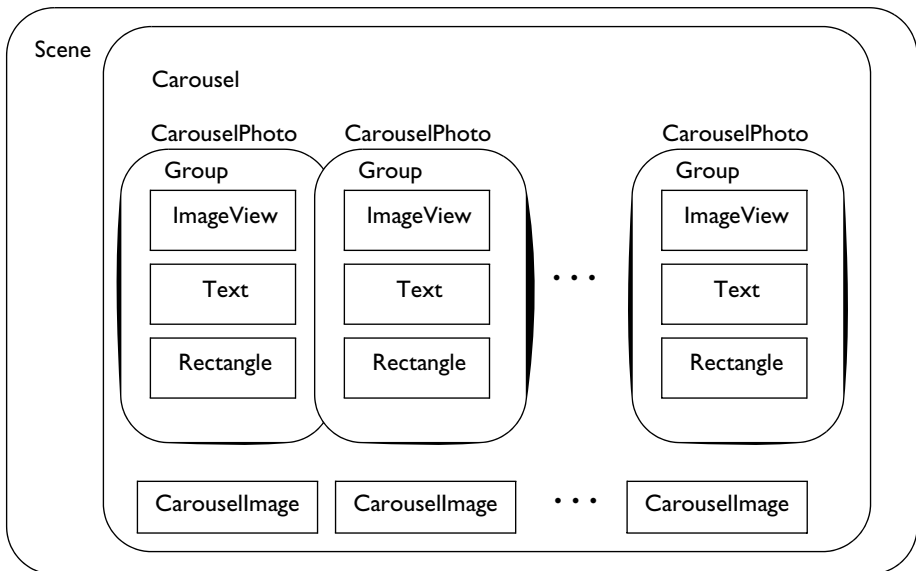 Scene
Carousel
CarouselPhoto CarouselPhoto CarouselPhoto
Group Group Group
ImageView ImageView ImageView
Text Text ... Text
Rectangle Rectangle Rectangle
CarouselImage CarouselImage ... CarouselImage